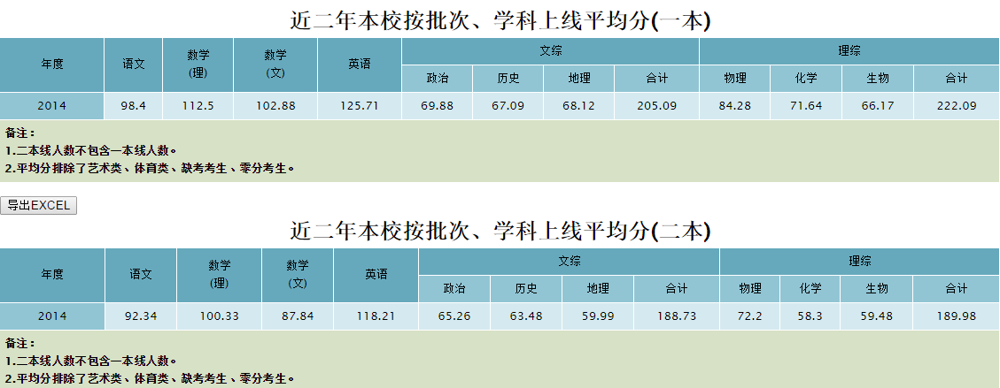 近二年本校按批次、学科上线平均分(一本)
年度 语文 数学(理) 数学(文) 英语 文综 理综
政治 历史 地理 合计 物理 化学 生物 合计
2014 98.4 112.5 102.88 125.71 69.88 67.09 68.12 205.09 84.28 71.64 66.17 222.09
备注：
1.二本线人数不包含一本线人数。
2.平均分排除了艺术类、体育类、缺考考生、零分考生。
导出EXCEL
近二年本校按批次、学科上线平均分(二本)
年度 语文 数学(理) 数学(文) 英语 文综 理综
政治 历史 地理 合计 物理 化学 生物 合计
2014 92.34 100.33 87.84 118.21 65.26 63.48 59.99 188.73 72.2 58.3 59.48 189.98
备注：
1.二本线人数不包含一本线人数。
2.平均分排除了艺术类、体育类、缺考考生、零分考生。